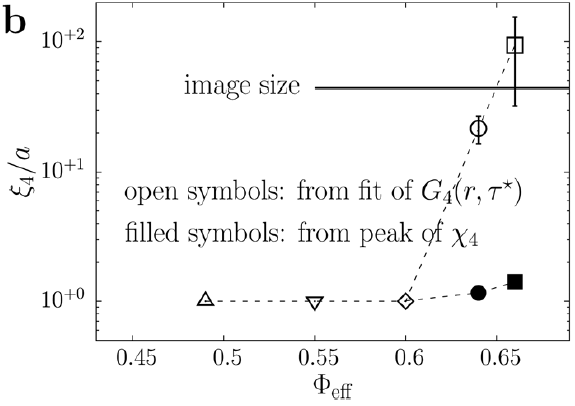 b
10⁺²
image size
10⁺¹
ξ₄/a
open symbols: from fit of G₄(r, τ*)
filled symbols: from peak of χ₄
10⁺⁰
0.45 0.5 0.55 0.6 0.65
Φeff